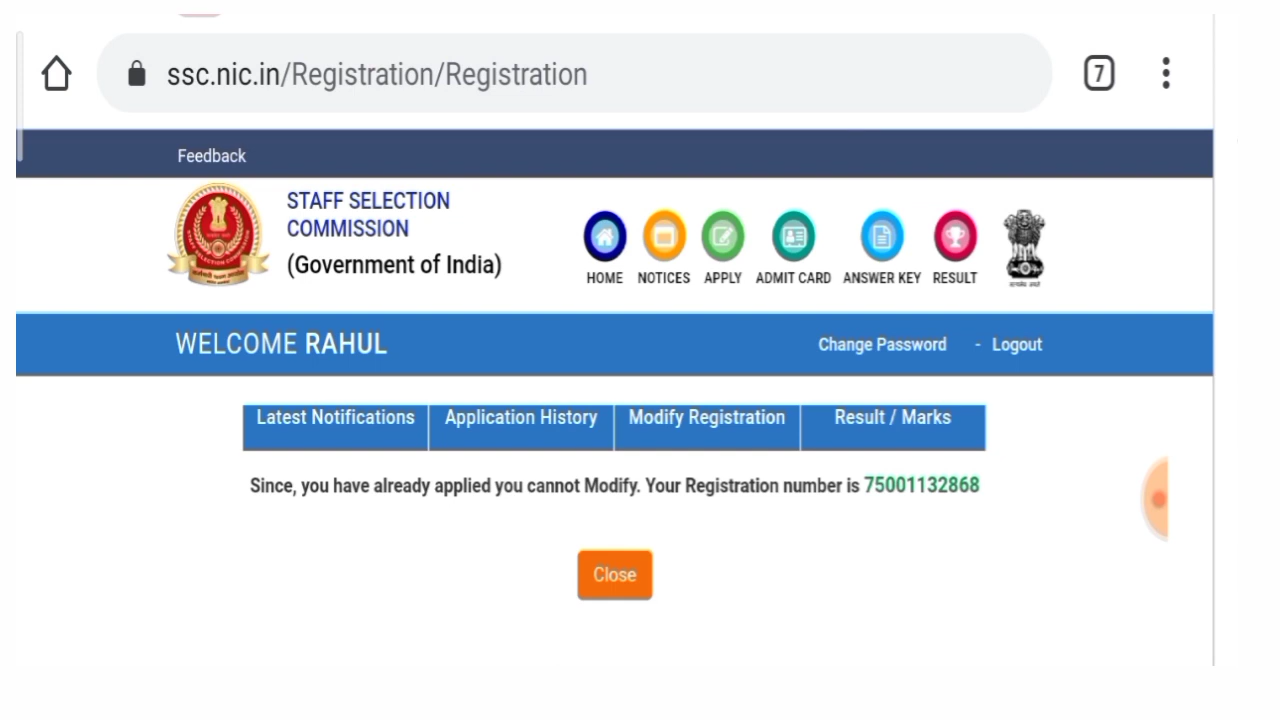 ssc.nic.in/Registration/Registration
7
Feedback
STAFF SELECTION
COMMISSION
(Government of India)
HOME NOTICES APPLY ADMIT CARD ANSWER KEY RESULT
WELCOME RAHUL
Change Password - Logout
Latest Notifications Application History Modify Registration Result / Marks
Since, you have already applied you cannot Modify. Your Registration number is 75001132868
Close